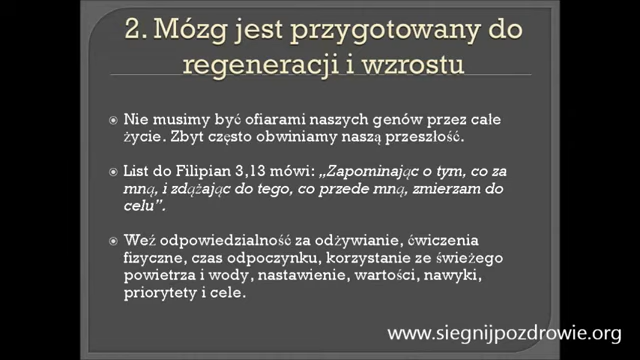 2. Mózg jest przygotowany do
regeneracji i wzrostu
Nie musimy być ofiarami naszych genów przez całe
życie. Zbyt często obwiniamy naszą przeszłość.
List do Filipian 3,13 mówi: „Zapominając o tym, co za
mną, i zdążając do tego, co przede mną, zmierzam do
celu”.
Weź odpowiedzialność za odżywianie, ćwiczenia
fizyczne, czas odpoczynku, korzystanie ze świeżego
powietrza i wody, nastawienie, wartości, nawyki,
priorytety i cele.
www.siegnijpozdrowie.org